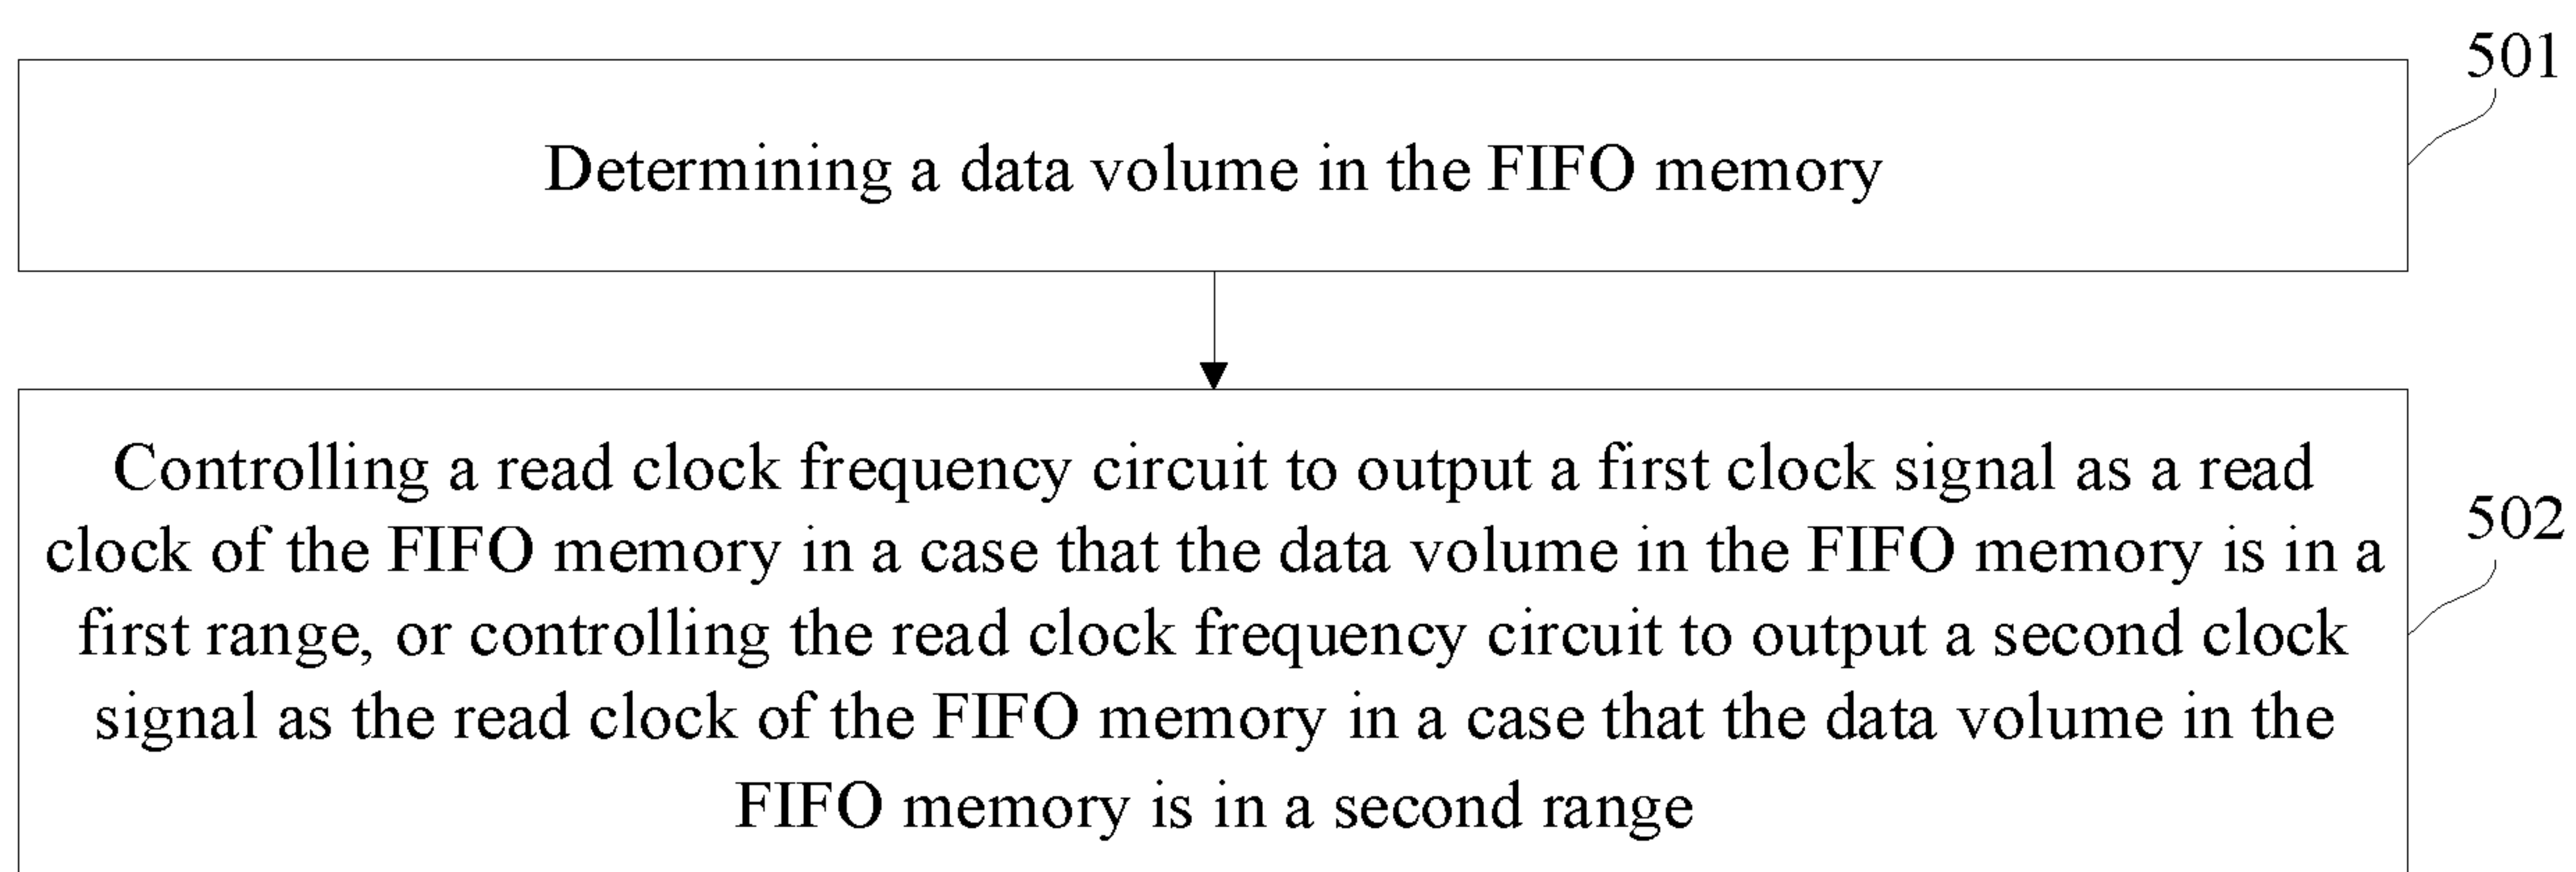 501
Determining a data volume in the FIFO memory
Controlling a read clock frequency circuit to output a first clock signal as a read
clock of the FIFO memory in a case that the data volume in the FIFO memory is in a
first range, or controlling the read clock frequency circuit to output a second clock
signal as the read clock of the FIFO memory in a case that the data volume in the
FIFO memory is in a second range
502